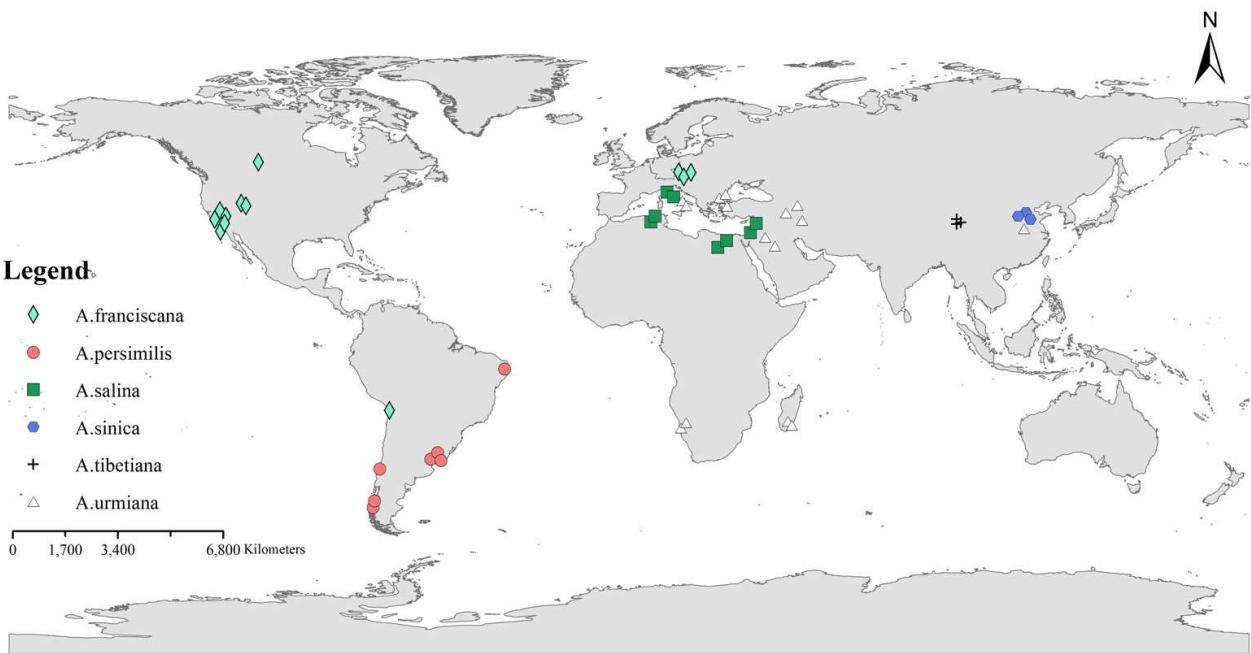 N
Legend
A.franciscana
A.persimilis
A.salina
A.sinica
A.tibetiana
A.urmiana
0 1,700 3,400 6,800 Kilometers